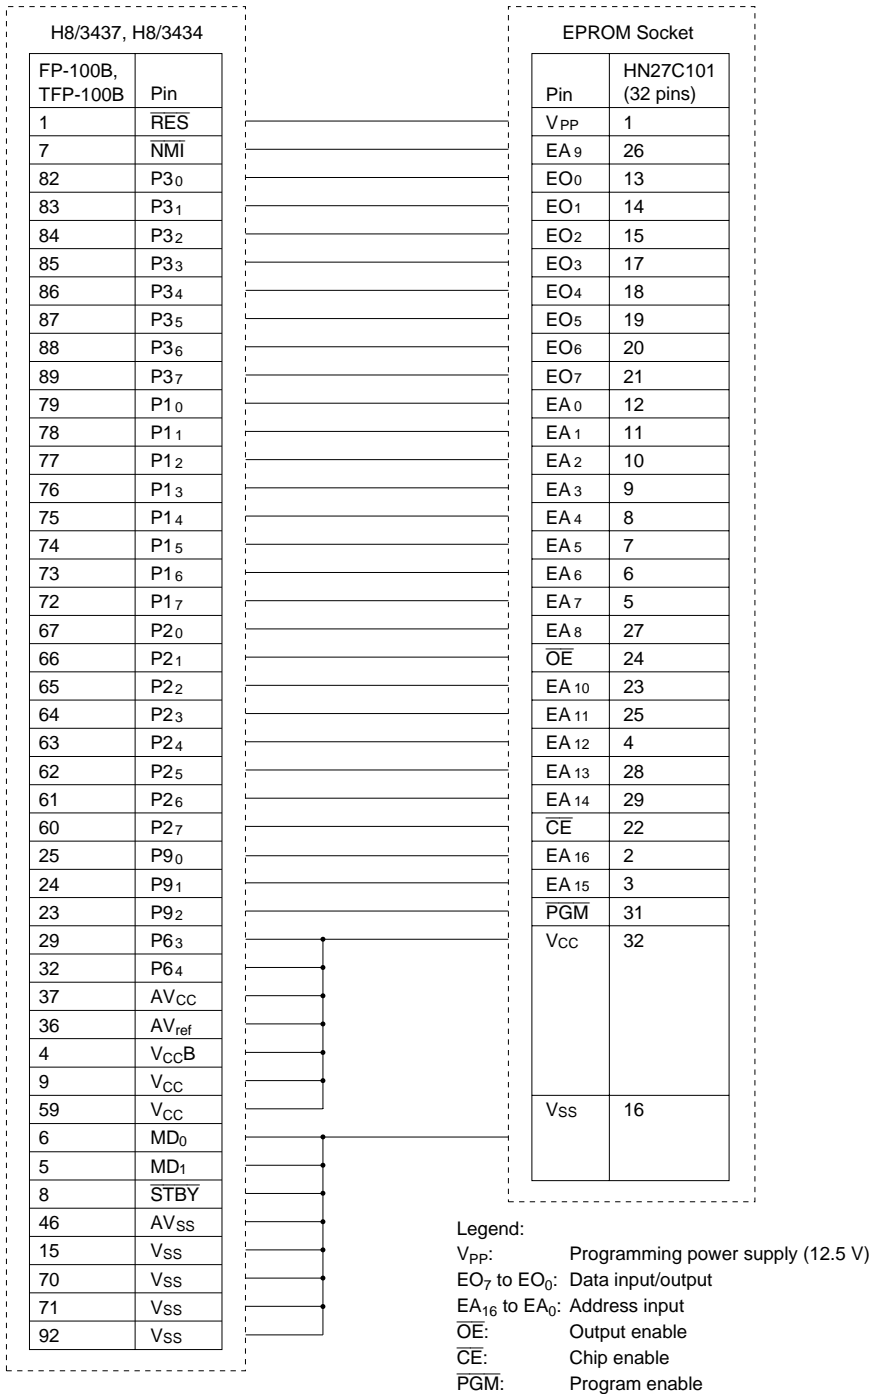 H8/3437, H8/3434
FP-100B, TFP-100B Pin
1 R̅E̅S̅
7 N̅M̅I̅
82 P3₀
83 P3₁
84 P3₂
85 P3₃
86 P3₄
87 P3₅
88 P3₆
89 P3₇
79 P1₀
78 P1₁
77 P1₂
76 P1₃
75 P1₄
74 P1₅
73 P1₆
72 P1₇
67 P2₀
66 P2₁
65 P2₂
64 P2₃
63 P2₄
62 P2₅
61 P2₆
60 P2₇
25 P9₀
24 P9₁
23 P9₂
29 P6₃
32 P6₄
37 AVCC
36 AVref
4 VCCB
9 VCC
59 VCC
6 MD₀
5 MD₁
8 S̅T̅B̅Y̅
46 AVSS
15 VSS
70 VSS
71 VSS
92 VSS
EPROM Socket
Pin HN27C101 (32 pins)
VPP 1
EA₉ 26
EO₀ 13
EO₁ 14
EO₂ 15
EO₃ 17
EO₄ 18
EO₅ 19
EO₆ 20
EO₇ 21
EA₀ 12
EA₁ 11
EA₂ 10
EA₃ 9
EA₄ 8
EA₅ 7
EA₆ 6
EA₇ 5
EA₈ 27
O̅E̅ 24
EA₁₀ 23
EA₁₁ 25
EA₁₂ 4
EA₁₃ 28
EA₁₄ 29
C̅E̅ 22
EA₁₆ 2
EA₁₅ 3
P̅G̅M̅ 31
VCC 32
VSS 16
Legend:
VPP: Programming power supply (12.5 V)
EO₇ to EO₀: Data input/output
EA₁₆ to EA₀: Address input
O̅E̅: Output enable
C̅E̅: Chip enable
P̅G̅M̅: Program enable